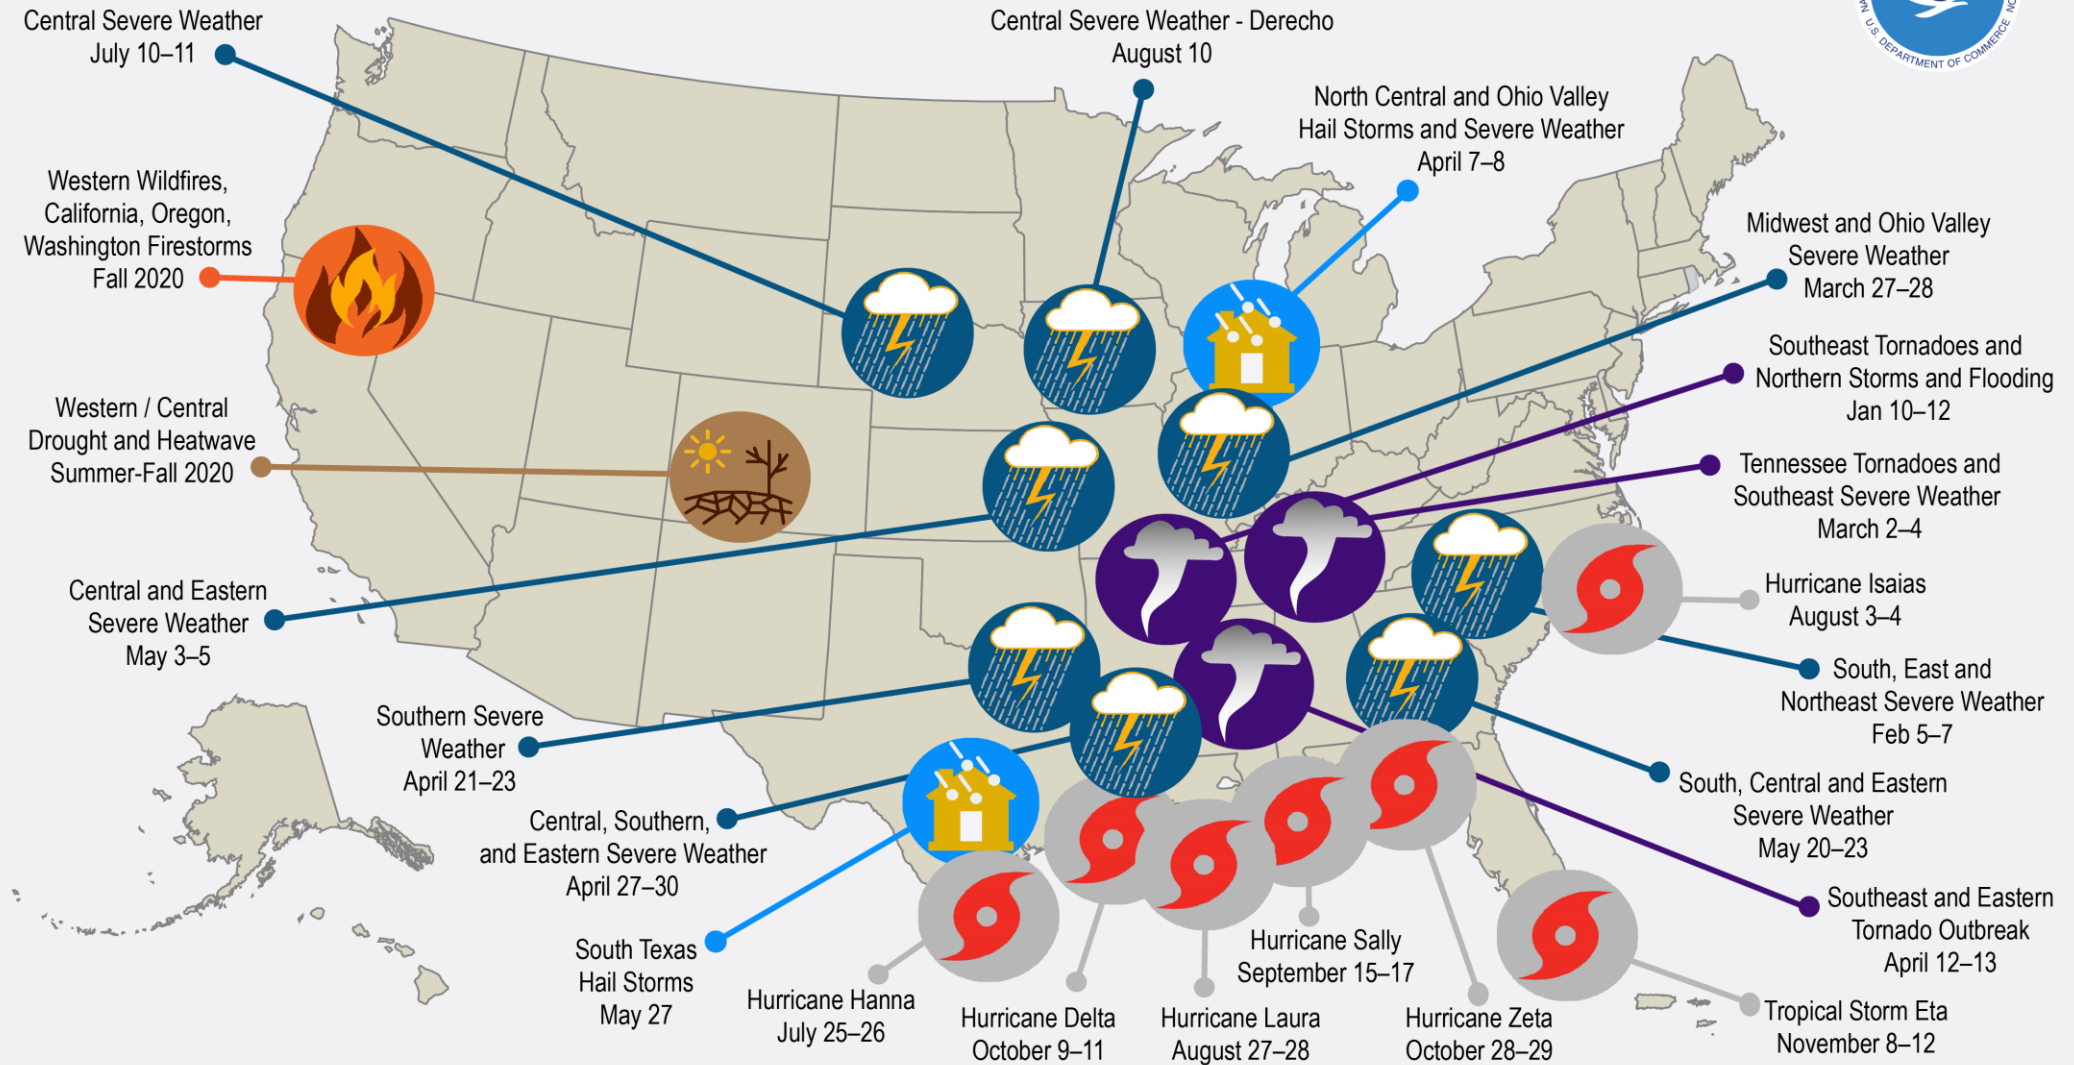 Central Severe Weather
July 10–11
Central Severe Weather - Derecho
August 10
U.S. DEPARTMENT OF COMMERCE
North Central and Ohio Valley
Hail Storms and Severe Weather
April 7–8
Western Wildfires,
California, Oregon,
Washington Firestorms
Fall 2020
Midwest and Ohio Valley
Severe Weather
March 27–28
Southeast Tornadoes and
Northern Storms and Flooding
Jan 10–12
Western / Central
Drought and Heatwave
Summer-Fall 2020
Tennessee Tornadoes and
Southeast Severe Weather
March 2–4
Central and Eastern
Severe Weather
May 3–5
Hurricane Isaias
August 3–4
South, East and
Northeast Severe Weather
Feb 5–7
Southern Severe
Weather
April 21–23
South, Central and Eastern
Severe Weather
May 20–23
Central, Southern,
and Eastern Severe Weather
April 27–30
Southeast and Eastern
Tornado Outbreak
April 12–13
South Texas
Hail Storms
May 27
Hurricane Hanna
July 25–26
Hurricane Delta
October 9–11
Hurricane Laura
August 27–28
Hurricane Sally
September 15–17
Hurricane Zeta
October 28–29
Tropical Storm Eta
November 8–12